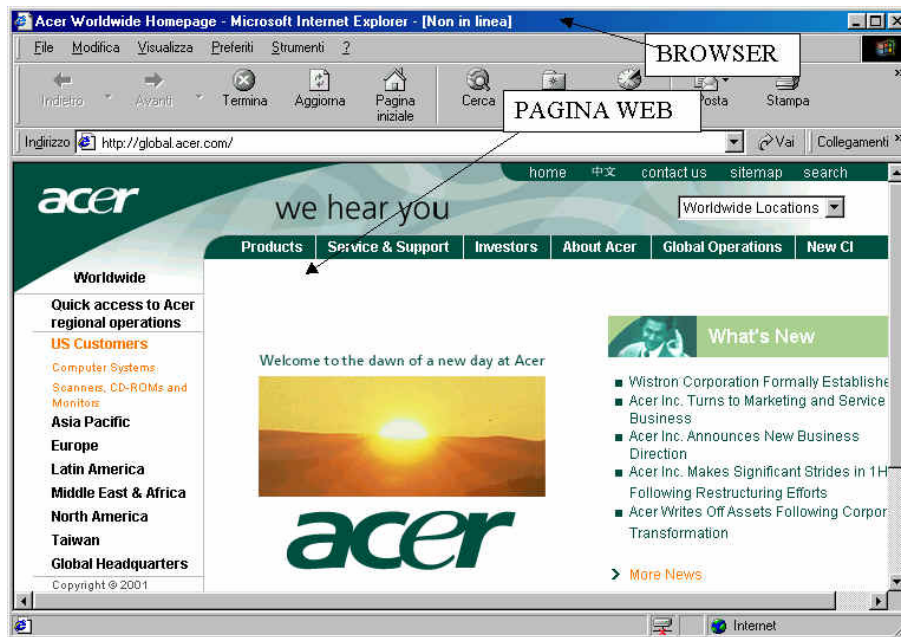 Acer Worldwide Homepage - Microsoft Internet Explorer - [Non in linea]
File Modifica Visualizza Preferiti Strumenti ?
BROWSER
Indietro Avanti Termina Aggiorna Pagina iniziale Cerca Posta Stampa
PAGINA WEB
Indirizzo http://global.acer.com/ Vai Collegamenti »
home 中文 contact us sitemap search
acer
we hear you
Worldwide Locations
Products Service & Support Investors About Acer Global Operations New CI
Worldwide
Quick access to Acer
regional operations
US Customers
Computer Systems
Scanners, CD-ROMs and
Monitors
Asia Pacific
Europe
Latin America
Middle East & Africa
North America
Taiwan
Global Headquarters
Copyright © 2001
Welcome to the dawn of a new day at Acer
acer
What's New
Wistron Corporation Formally Establishe
Acer Inc. Turns to Marketing and Service
Business
Acer Inc. Announces New Business
Direction
Acer Inc. Makes Significant Strides in 1H
Following Restructuring Efforts
Acer Writes Off Assets Following Corpor
Transformation
More News
Internet